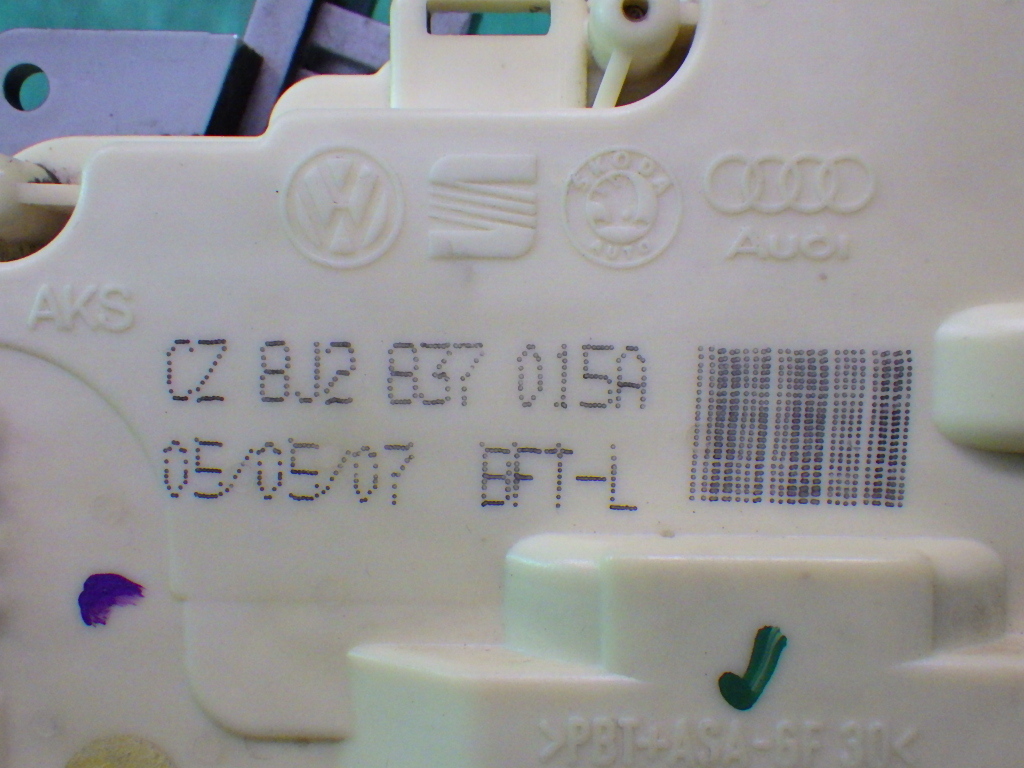 ŠKODA
AUTO
Audi
AKS
CZ 8J2 837 015A
05/05/07 BFT-L
>PBT+ASA-GF 30<